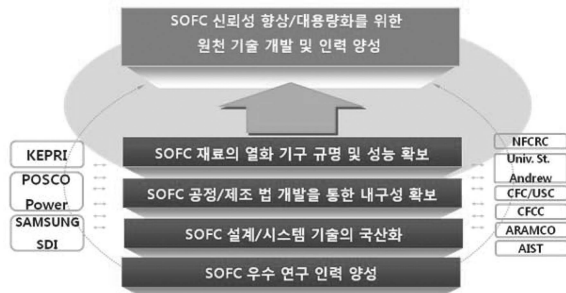 SOFC 신뢰성 향상/대용량화를 위한
원천 기술 개발 및 인력 양성
SOFC 재료의 열화 기구 규명 및 성능 확보
SOFC 공정/제조 법 개발을 통한 내구성 확보
SOFC 설계/시스템 기술의 국산화
SOFC 우수 연구 인력 양성
KEPRI
POSCO
Power
SAMSUNG
SDI
NFCRC
Univ. St.
Andrew
CFC/USC
CFCC
ARAMCO
AIST